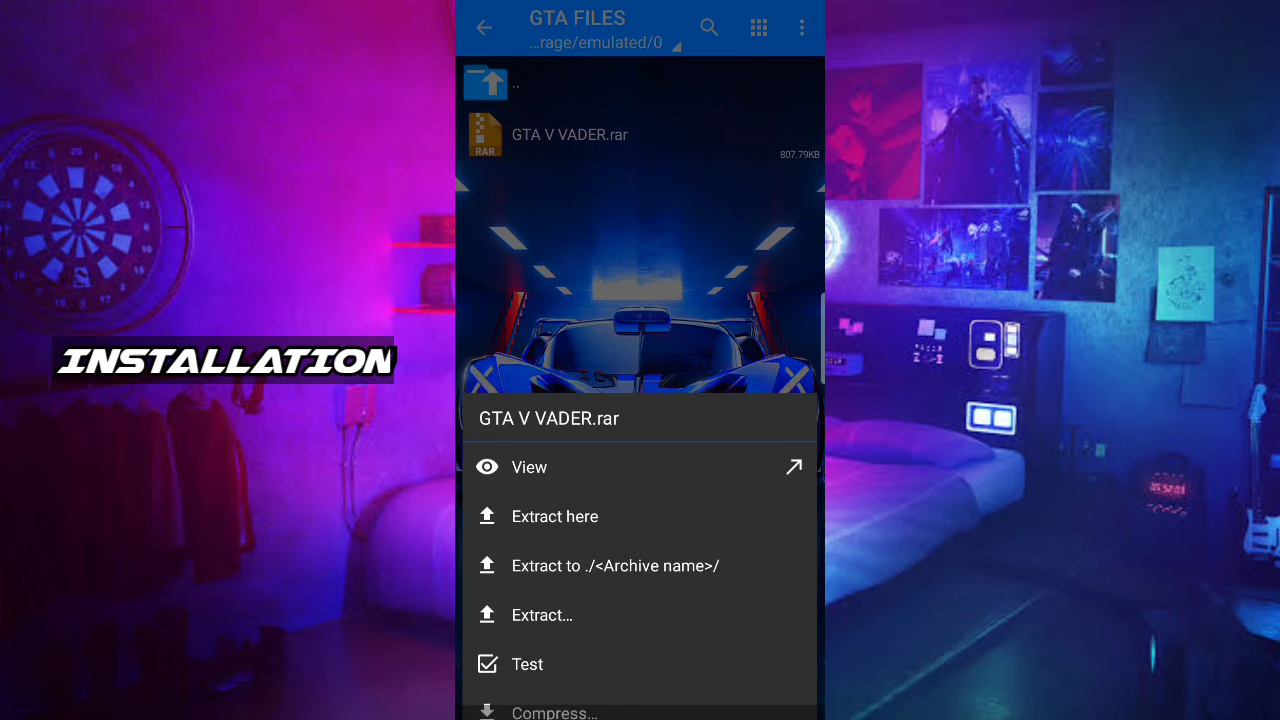 GTA FILES
...rage/emulated/0
..
GTA V VADER.rar
RAR
807.79KB
INSTALLATION
GTA V VADER.rar
View
Extract here
Extract to ./<Archive name>/
Extract...
Test
Compress...